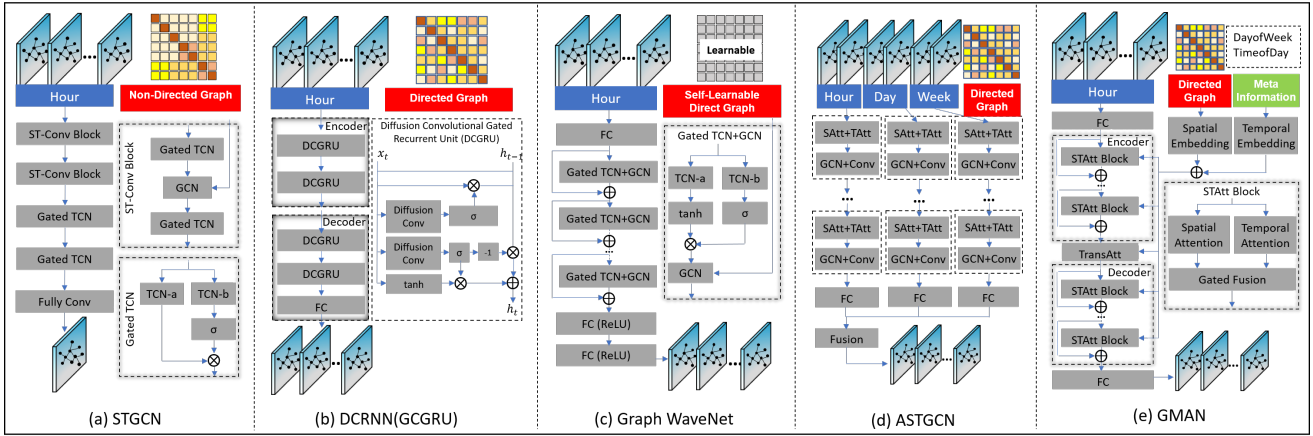 Hour
Non-Directed Graph
ST-Conv Block
ST-Conv Block
Gated TCN
Gated TCN
Fully Conv
ST-Conv Block
Gated TCN
GCN
Gated TCN
Gated TCN
TCN-a
TCN-b
σ
(a) STGCN
Hour
Directed Graph
Encoder
DCGRU
DCGRU
Decoder
DCGRU
DCGRU
FC
Diffusion Convolutional Gated
Recurrent Unit (DCGRU)
x_t
h_{t-1}
Diffusion
Conv
σ
Diffusion
Conv
σ
-1
tanh
h_t
(b) DCRNN(GCGRU)
Learnable
Hour
Self-Learnable
Direct Graph
FC
Gated TCN+GCN
Gated TCN+GCN
...
Gated TCN+GCN
FC (ReLU)
FC (ReLU)
Gated TCN+GCN
TCN-a
TCN-b
tanh
σ
GCN
(c) Graph WaveNet
Hour
Day
Week
Directed
Graph
SAtt+TAtt
SAtt+TAtt
SAtt+TAtt
GCN+Conv
GCN+Conv
GCN+Conv
...
...
...
SAtt+TAtt
SAtt+TAtt
SAtt+TAtt
GCN+Conv
GCN+Conv
GCN+Conv
FC
FC
FC
Fusion
(d) ASTGCN
DayofWeek
TimeofDay
Hour
Directed
Graph
Meta
Information
FC
Spatial
Embedding
Temporal
Embedding
Encoder
STAtt Block
...
STAtt Block
TransAtt
Decoder
STAtt Block
...
STAtt Block
FC
STAtt Block
Spatial
Attention
Temporal
Attention
Gated Fusion
(e) GMAN